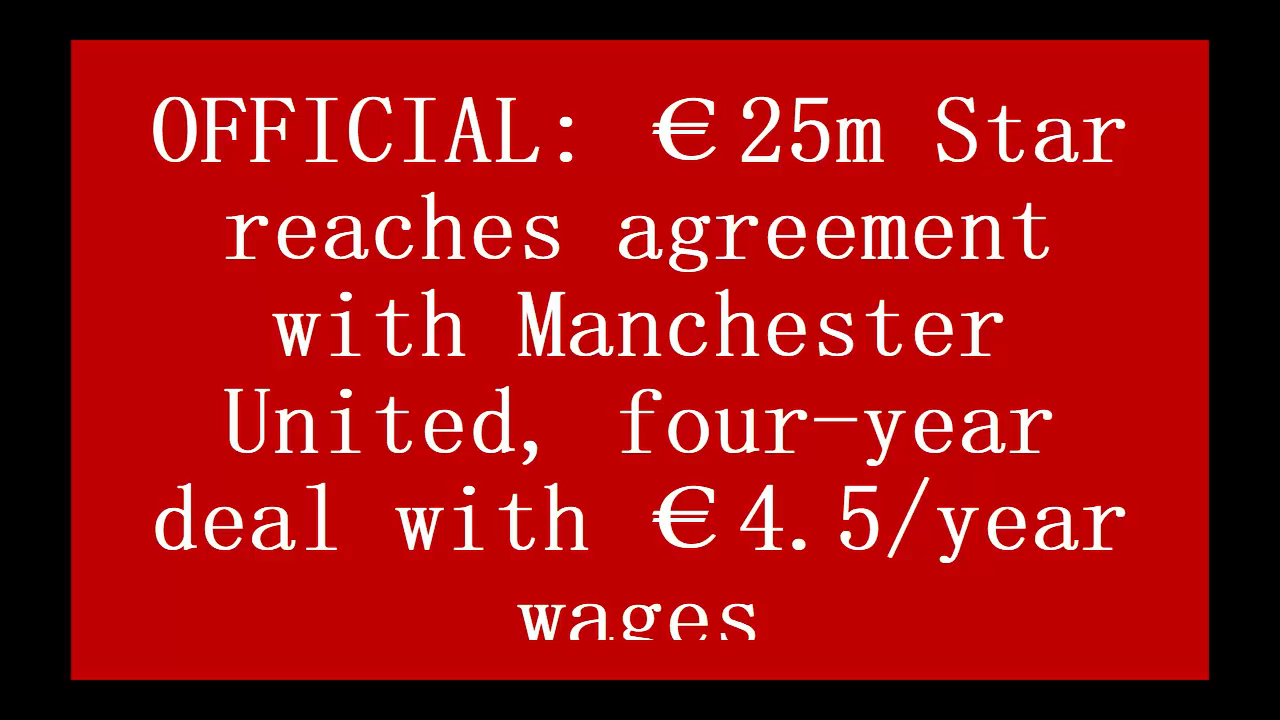 OFFICIAL: €25m Star
reaches agreement
with Manchester
United, four-year
deal with €4.5/year
wages